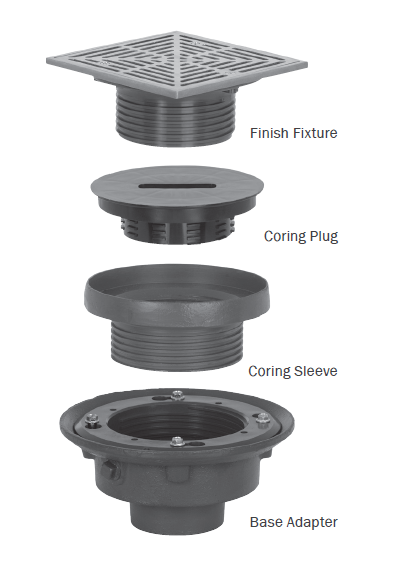 Finish Fixture
Coring Plug
Coring Sleeve
Base Adapter